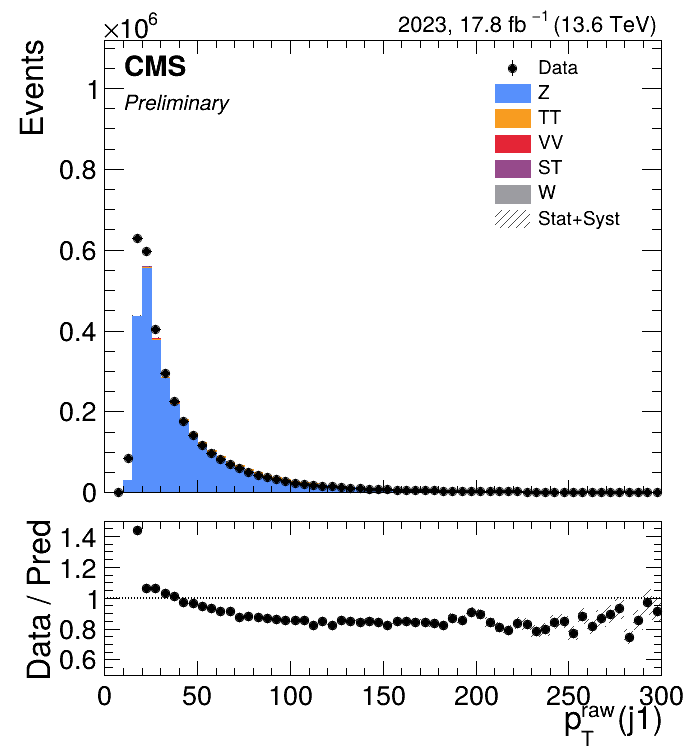 ×10⁶
2023, 17.8 fb⁻¹ (13.6 TeV)
CMS
Preliminary
Events
Data
Z
TT
VV
ST
W
Stat+Syst
1
0.8
0.6
0.4
0.2
0
Data / Pred
1.4
1.2
1
0.8
0.6
0 50 100 150 200 250 300
p_T^raw(j1)